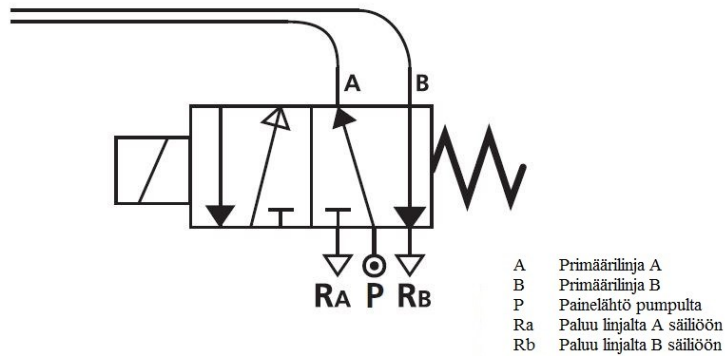 A B
RA P RB
A Primäärilinja A
B Primäärilinja B
P Painelähtö pumpulta
Ra Paluu linjalta A säiliöön
Rb Paluu linjalta B säiliöön